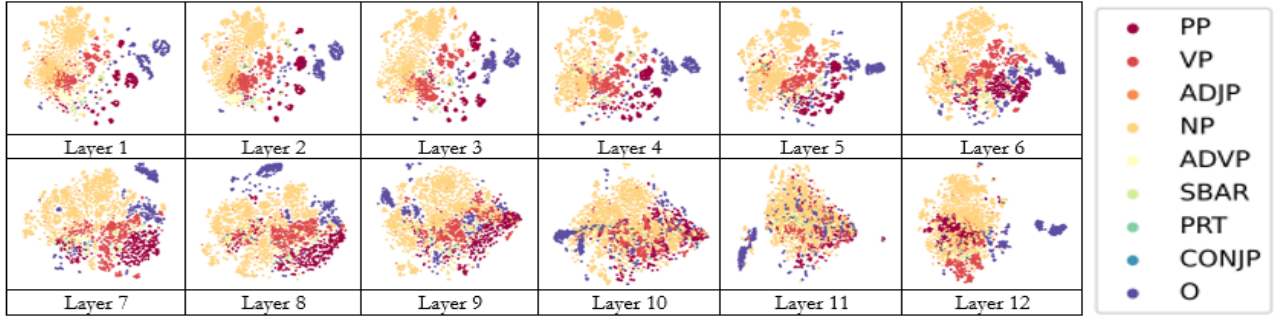 Layer 1
Layer 2
Layer 3
Layer 4
Layer 5
Layer 6
Layer 7
Layer 8
Layer 9
Layer 10
Layer 11
Layer 12
PP
VP
ADJP
NP
ADVP
SBAR
PRT
CONJP
O